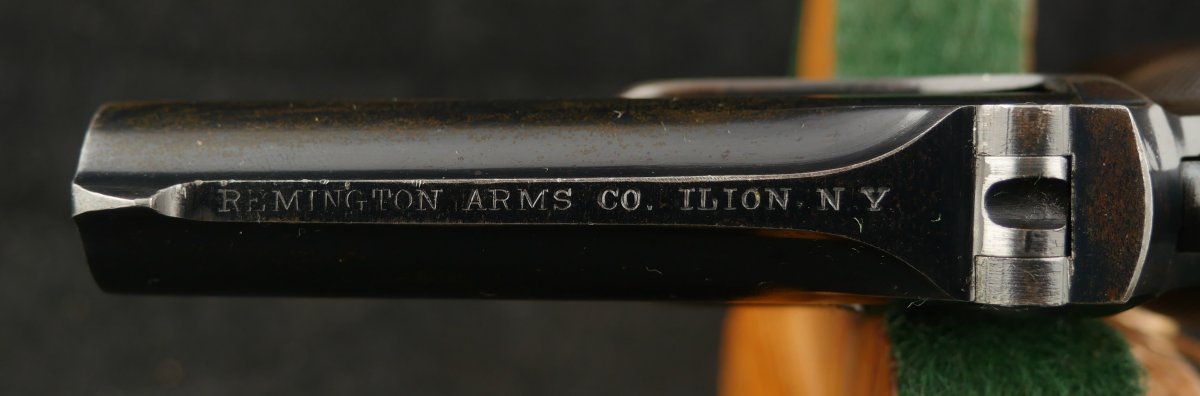 REMINGTON ARMS CO. ILION. N.Y